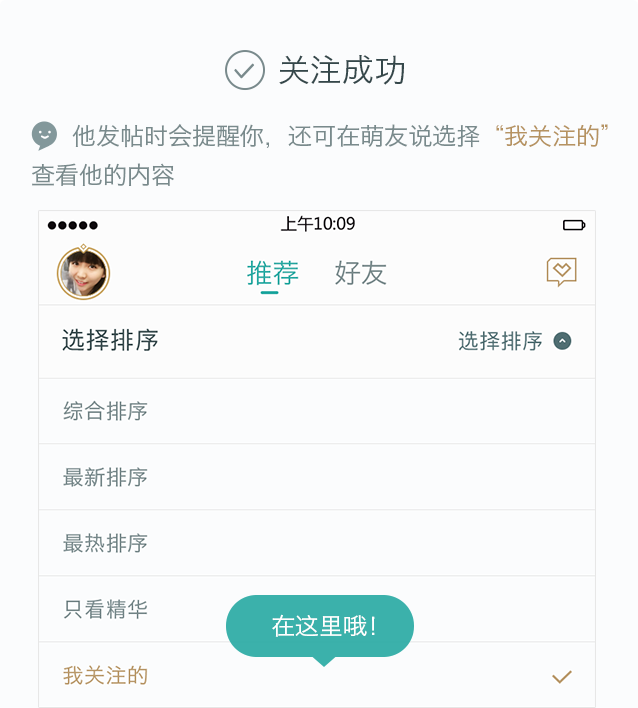 关注成功
他发帖时会提醒你，还可在萌友说选择“我关注的”
查看他的内容
上午10:09
推荐 好友
选择排序 选择排序
综合排序
最新排序
最热排序
只看精华
在这里哦！
我关注的